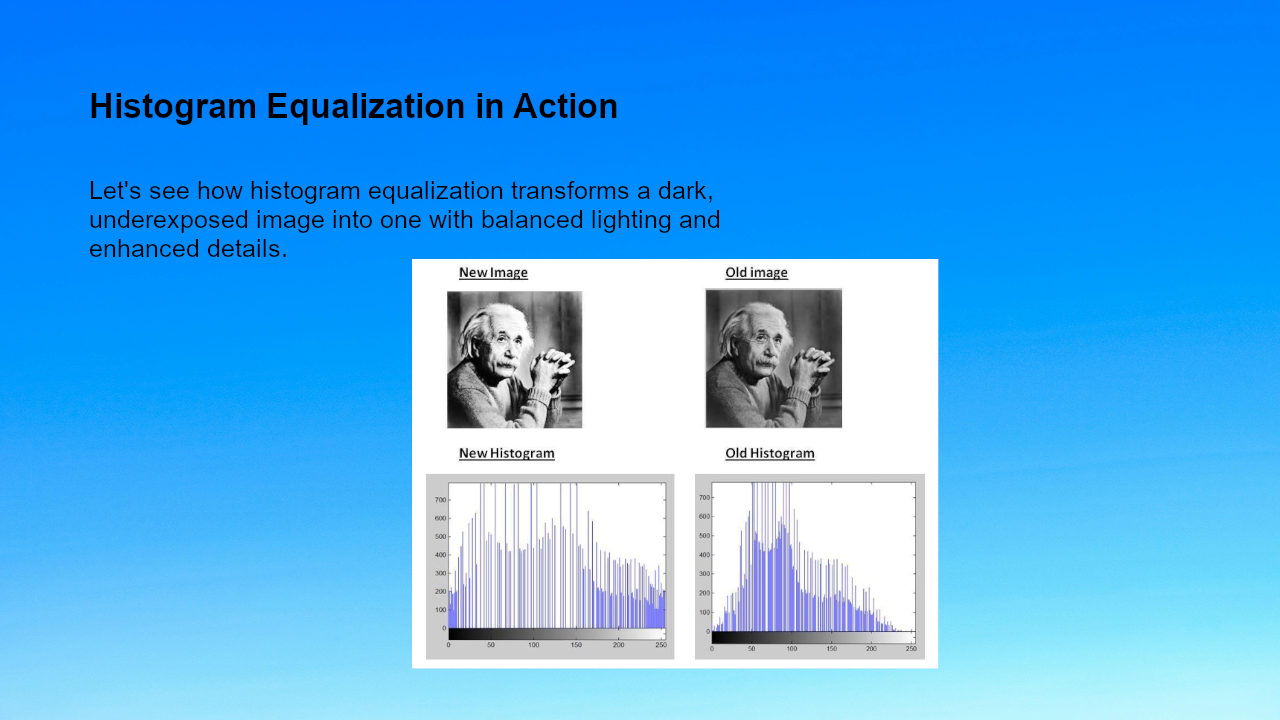 Histogram Equalization in Action
Let's see how histogram equalization transforms a dark,
underexposed image into one with balanced lighting and
enhanced details.
New Image
Old image
New Histogram
Old Histogram
700
600
500
400
300
200
100
0
0 50 100 150 200 250
700
600
500
400
300
200
100
0
0 50 100 150 200 250